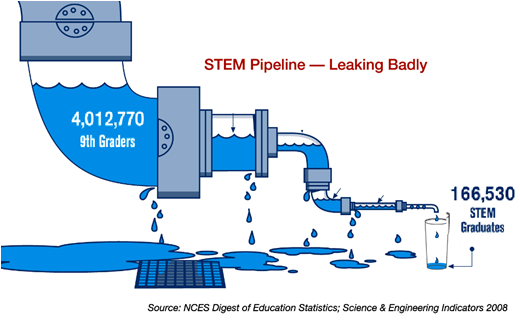 STEM Pipeline — Leaking Badly
4,012,770
9th Graders
166,530
STEM
Graduates
Source: NCES Digest of Education Statistics; Science & Engineering Indicators 2008